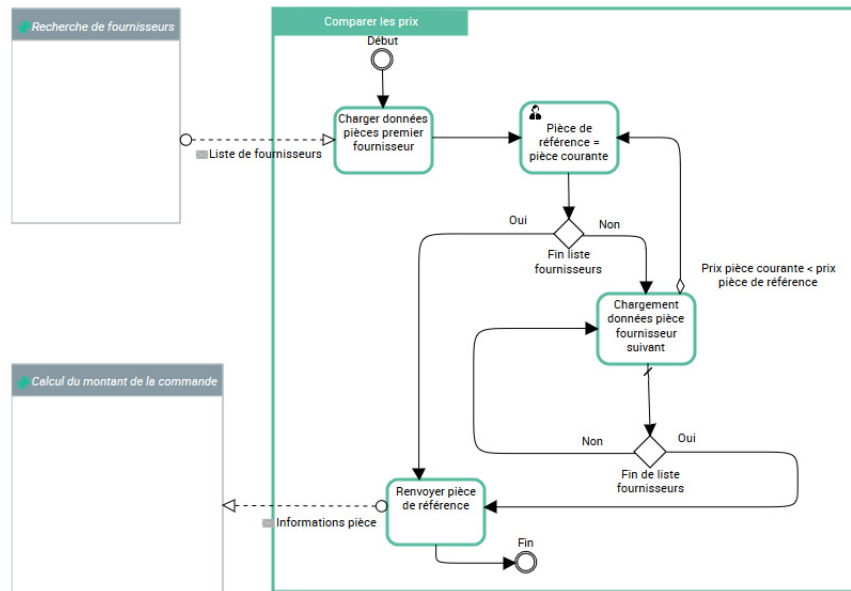 Recherche de fournisseurs
Comparer les prix
Début
Charger données
pièces premier
fournisseur
Pièce de
référence =
pièce courante
Liste de fournisseurs
Oui
Non
Fin liste
fournisseurs
Prix pièce courante < prix
pièce de référence
Chargement
données pièce
fournisseur
suivant
Calcul du montant de la commande
Non
Oui
Fin de liste
fournisseurs
Renvoyer pièce
de référence
Informations pièce
Fin